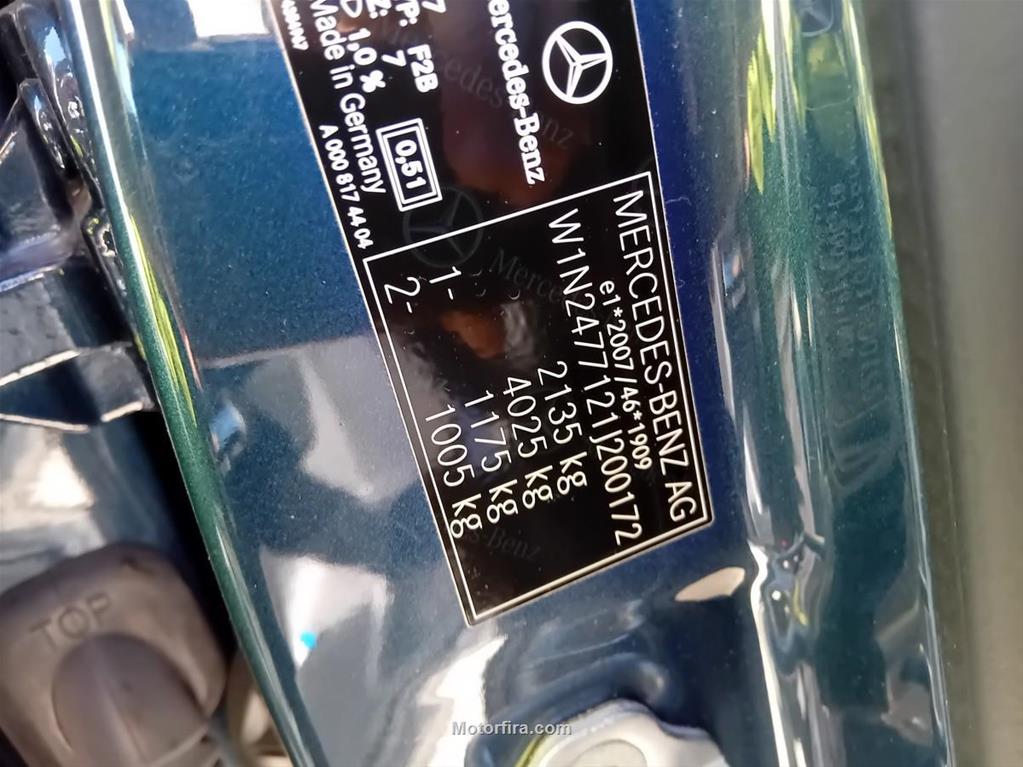 MERCEDES-BENZ AG
e1*2007/46*1909
W1N2477121J200172
2135 kg
4025 kg
1- 1175 kg
2- 1005 kg
Mercedes-Benz
7 F2B
7
1,0 %
0,51
Made in Germany
A 000 817 44 04
TOP
Motorfira.com